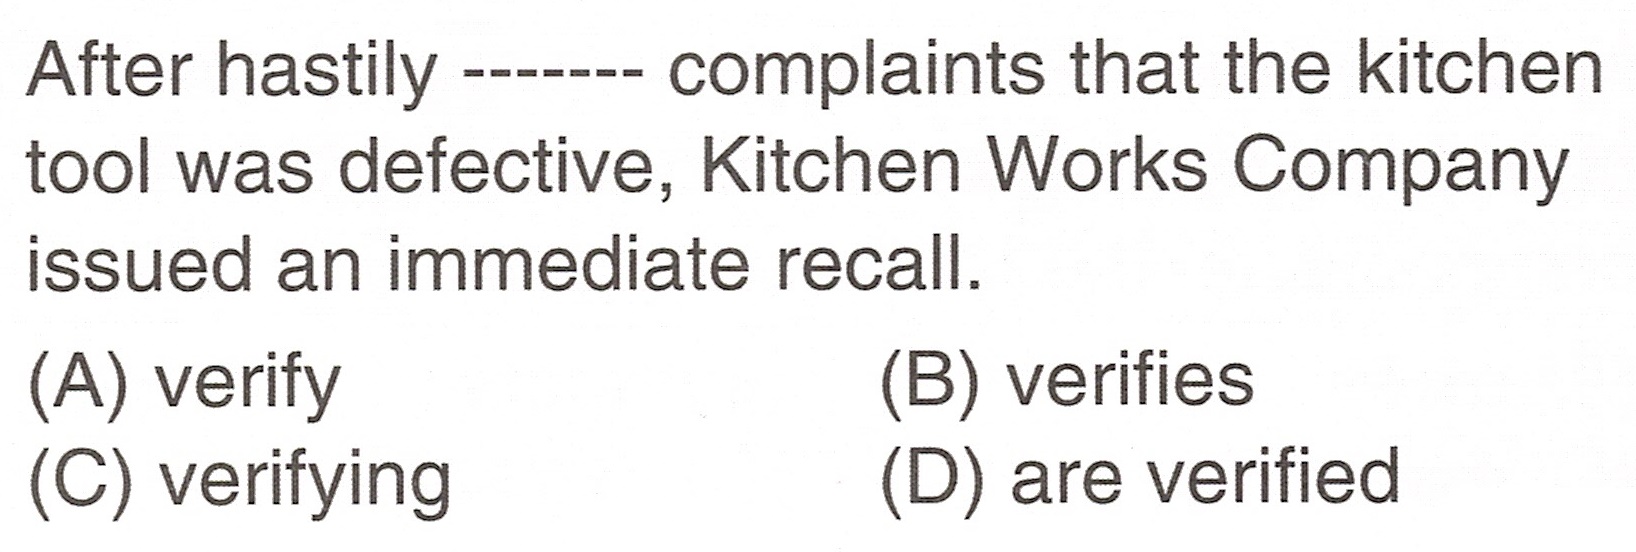 After hastily ------- complaints that the kitchen
tool was defective, Kitchen Works Company
issued an immediate recall.
(A) verify
(B) verifies
(C) verifying
(D) are verified